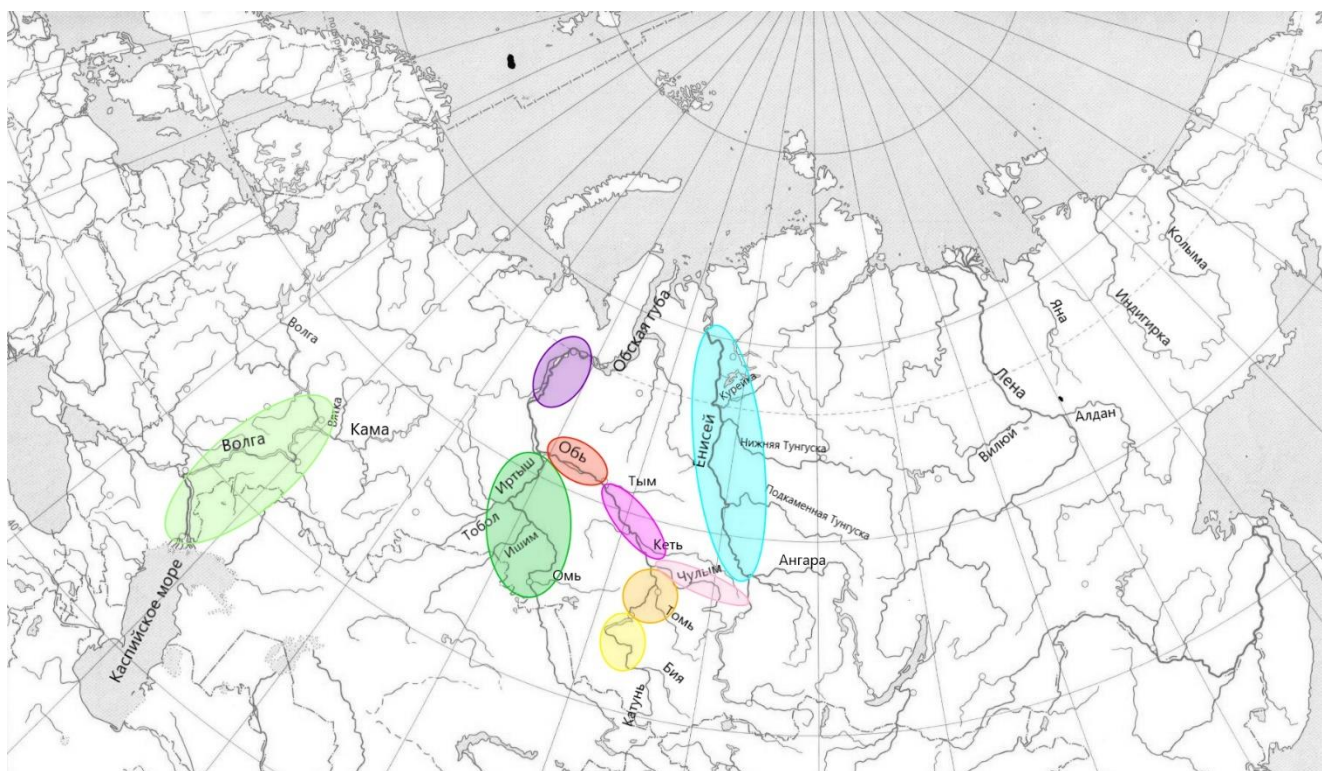 Обская губа
Волга
Колыма
Яна
Индигирка
Курейка
Лена
Вятка
Алдан
Кама
Волга
Енисей
Нижняя Тунгуска
Вилюй
Обь
Иртыш
Тым
Подкаменная Тунгуска
Тобол
40°
Ишим
Кеть
Ангара
Омь
Чулым
Каспийское море
Томь
Бия
Катунь